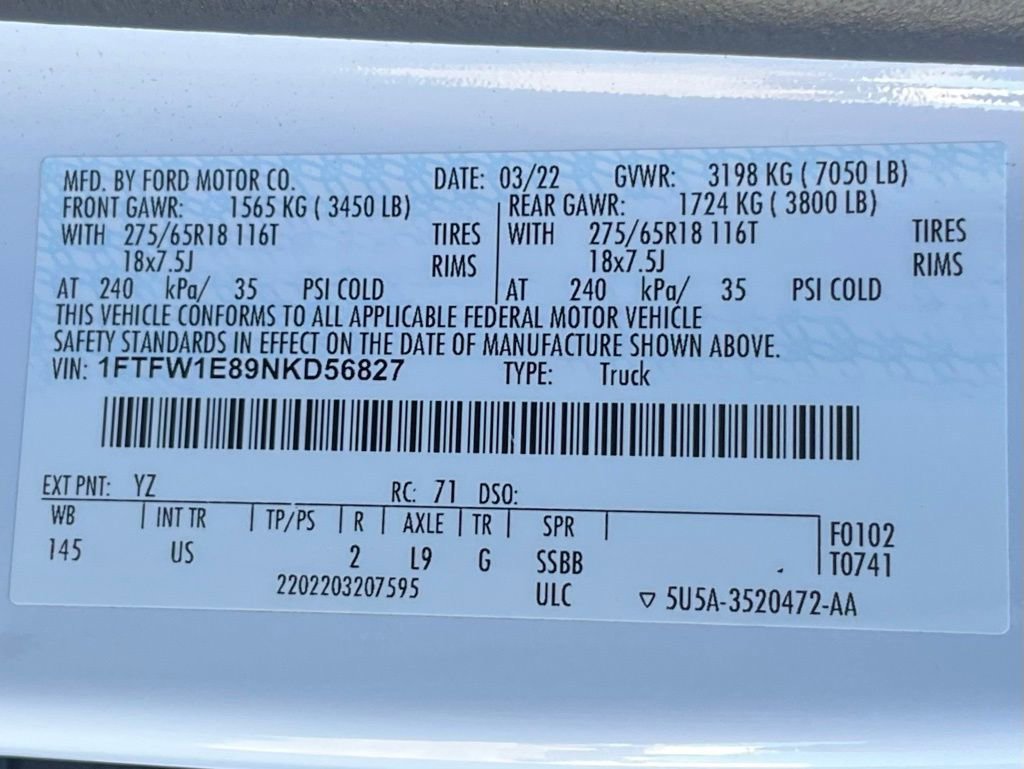 MFD. BY FORD MOTOR CO. DATE: 03/22 GVWR: 3198 KG ( 7050 LB)
FRONT GAWR: 1565 KG ( 3450 LB) REAR GAWR: 1724 KG ( 3800 LB)
WITH 275/65R18 116T TIRES WITH 275/65R18 116T TIRES
18x7.5J RIMS 18x7.5J RIMS
AT 240 kPa/ 35 PSI COLD AT 240 kPa/ 35 PSI COLD
THIS VEHICLE CONFORMS TO ALL APPLICABLE FEDERAL MOTOR VEHICLE
SAFETY STANDARDS IN EFFECT ON THE DATE OF MANUFACTURE SHOWN ABOVE.
VIN: 1FTFW1E89NKD56827 TYPE: Truck
EXT PNT: YZ RC: 71 DSO:
WB INT TR TP/PS R AXLE TR SPR F0102
145 US 2 L9 G SSBB T0741
2202203207595 ULC ▽ 5U5A-3520472-AA